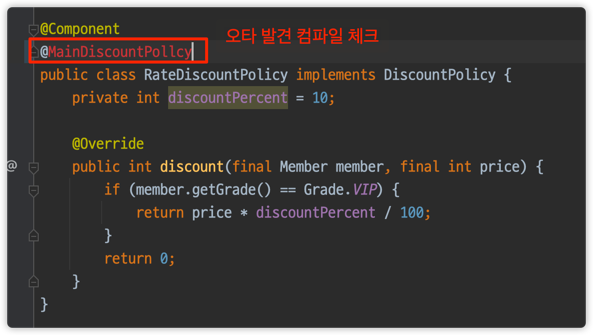 @Component
오타 발견 컴파일 체크
@MainDiscountPollcy
public class RateDiscountPolicy implements DiscountPolicy {
private int discountPercent = 10;
@Override
@
public int discount(final Member member, final int price) {
if (member.getGrade() == Grade.VIP) {
return price * discountPercent / 100;
}
return 0;
}
}